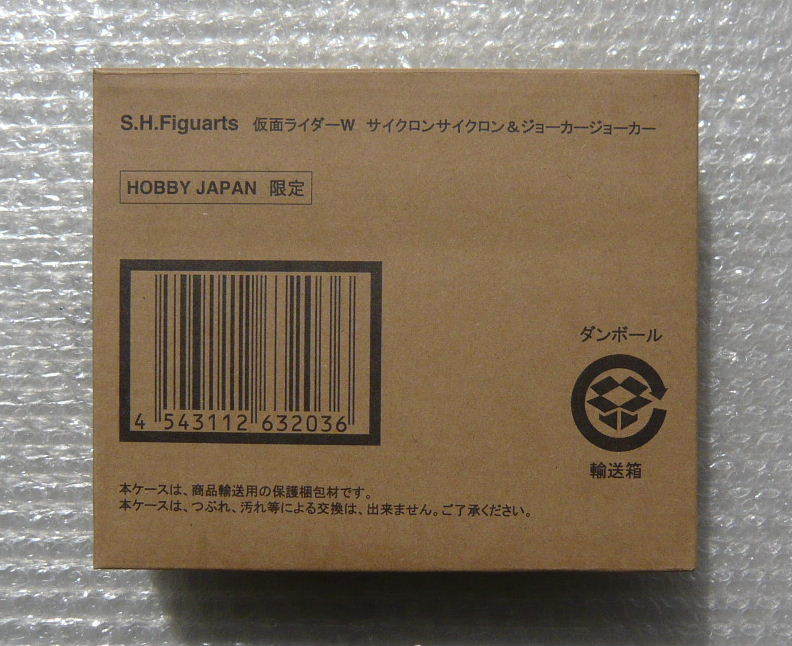 S.H.Figuarts 仮面ライダーW サイクロンサイクロン＆ジョーカージョーカー
HOBBY JAPAN 限定
4 543112 632036
ダンボール
輸送箱
本ケースは、商品輸送用の保護梱包材です。
本ケースは、つぶれ、汚れ等による交換は、出来ません。ご了承ください。